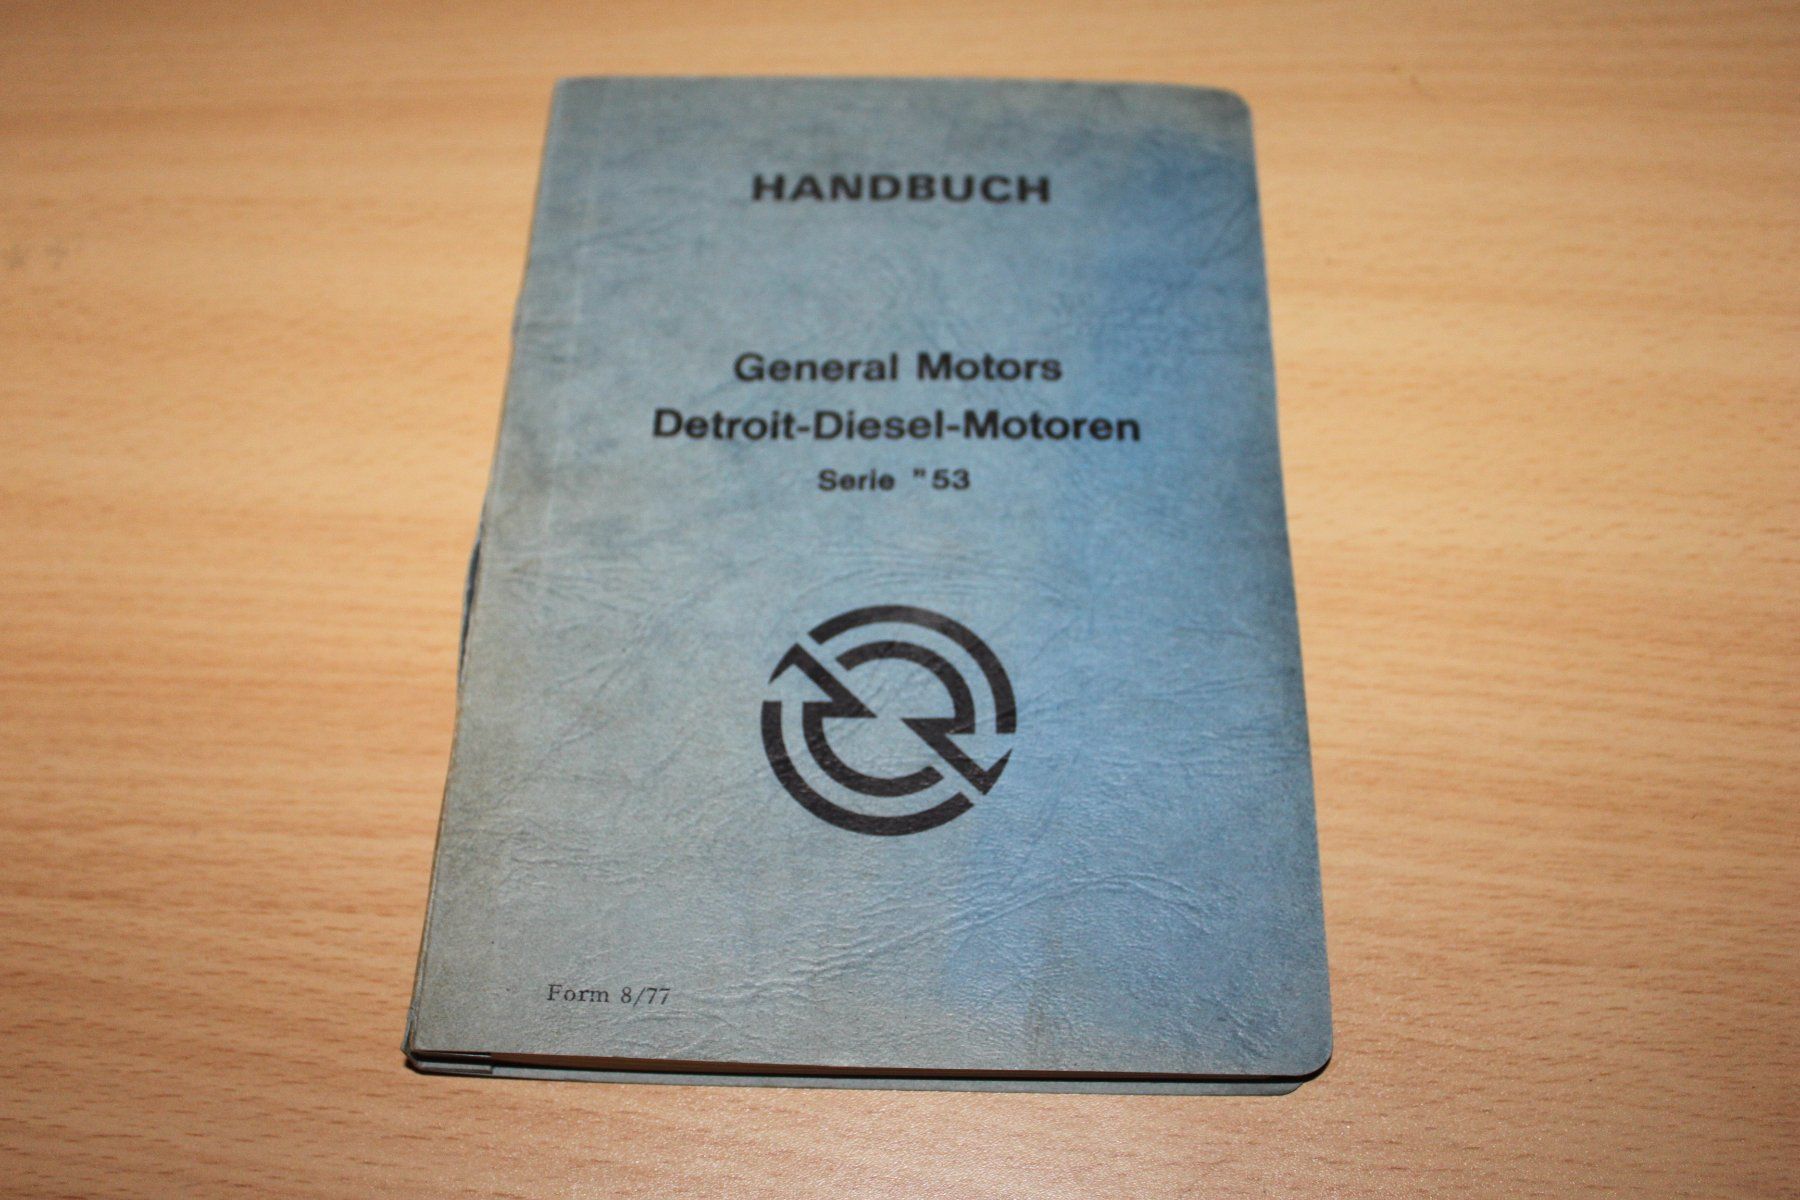 HANDBUCH
General Motors
Detroit-Diesel-Motoren
Serie "53
Form 8/77